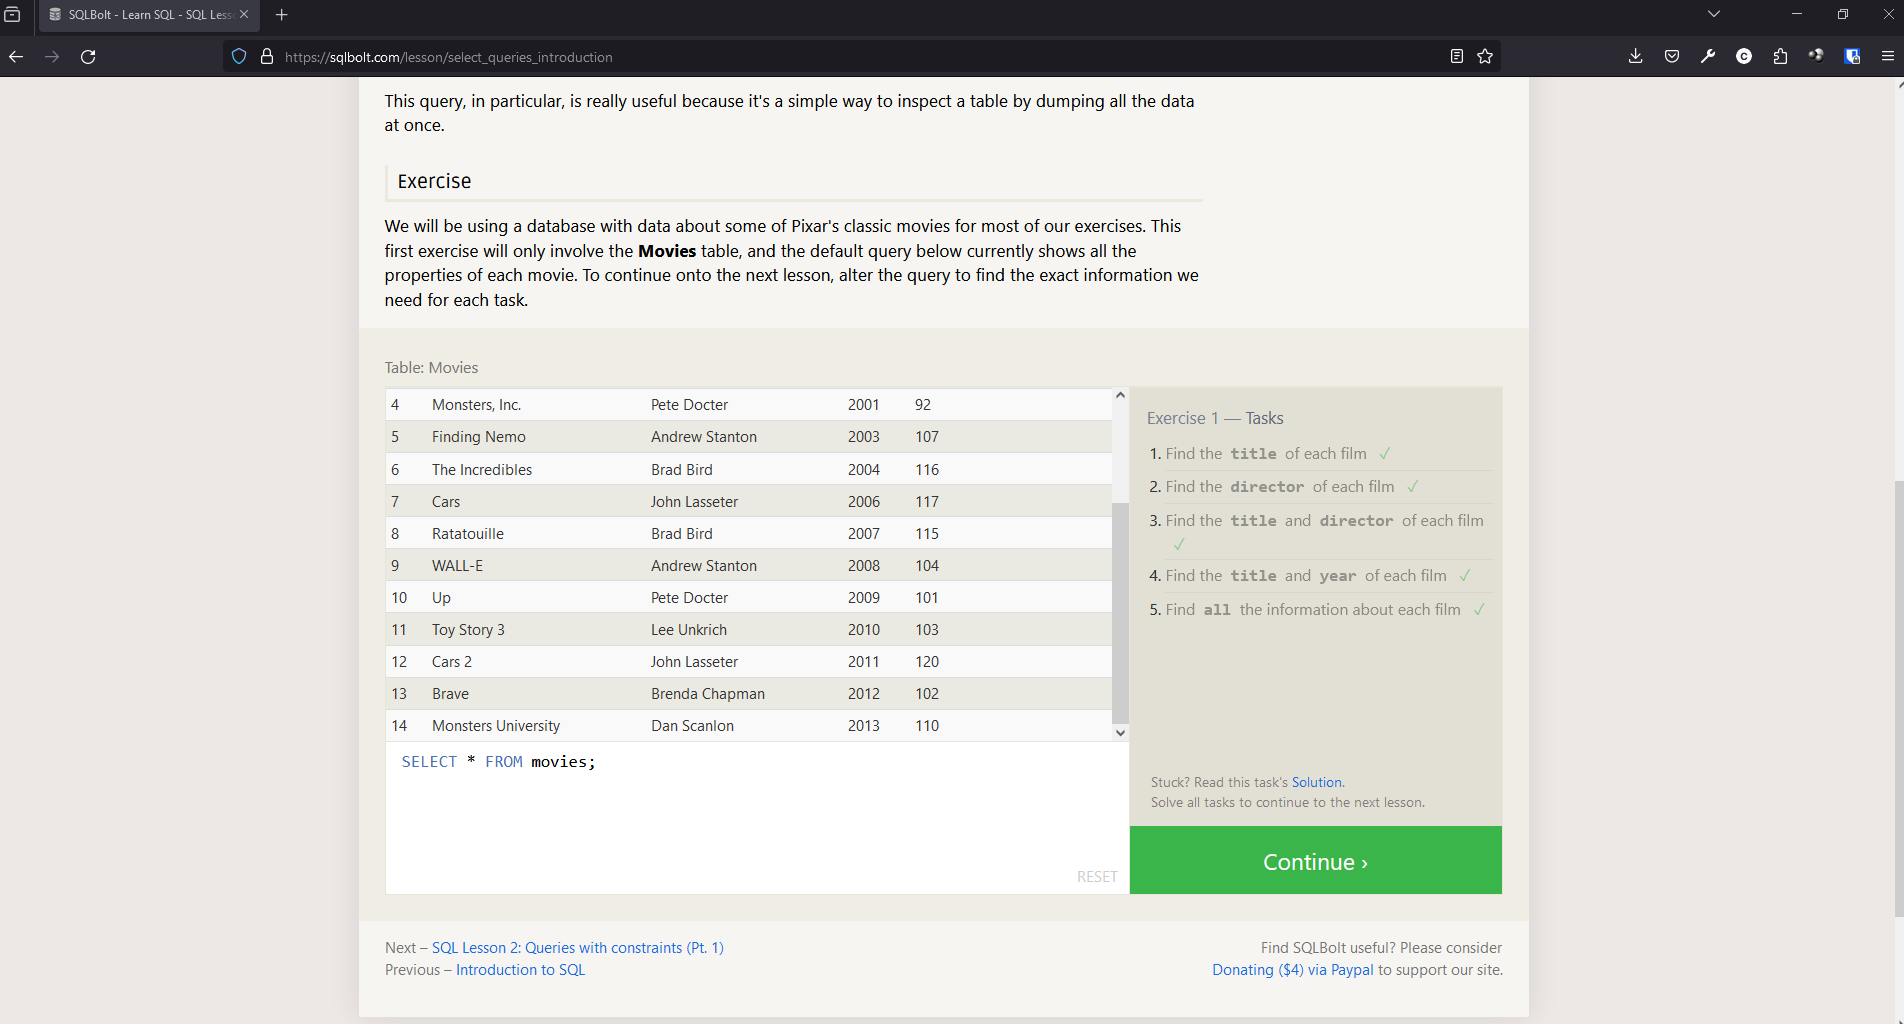 SQLBolt - Learn SQL - SQL Less
https://sqlbolt.com/lesson/select_queries_introduction
This query, in particular, is really useful because it's a simple way to inspect a table by dumping all the data
at once.
Exercise
We will be using a database with data about some of Pixar's classic movies for most of our exercises. This
first exercise will only involve the Movies table, and the default query below currently shows all the
properties of each movie. To continue onto the next lesson, alter the query to find the exact information we
need for each task.
Table: Movies
4 Monsters, Inc. Pete Docter 2001 92
5 Finding Nemo Andrew Stanton 2003 107
6 The Incredibles Brad Bird 2004 116
7 Cars John Lasseter 2006 117
8 Ratatouille Brad Bird 2007 115
9 WALL-E Andrew Stanton 2008 104
10 Up Pete Docter 2009 101
11 Toy Story 3 Lee Unkrich 2010 103
12 Cars 2 John Lasseter 2011 120
13 Brave Brenda Chapman 2012 102
14 Monsters University Dan Scanlon 2013 110
SELECT * FROM movies;
RESET
Exercise 1 — Tasks
1. Find the title of each film ✓
2. Find the director of each film ✓
3. Find the title and director of each film
✓
4. Find the title and year of each film ✓
5. Find all the information about each film ✓
Stuck? Read this task's Solution.
Solve all tasks to continue to the next lesson.
Continue ›
Next – SQL Lesson 2: Queries with constraints (Pt. 1)
Previous – Introduction to SQL
Find SQLBolt useful? Please consider
Donating ($4) via Paypal to support our site.